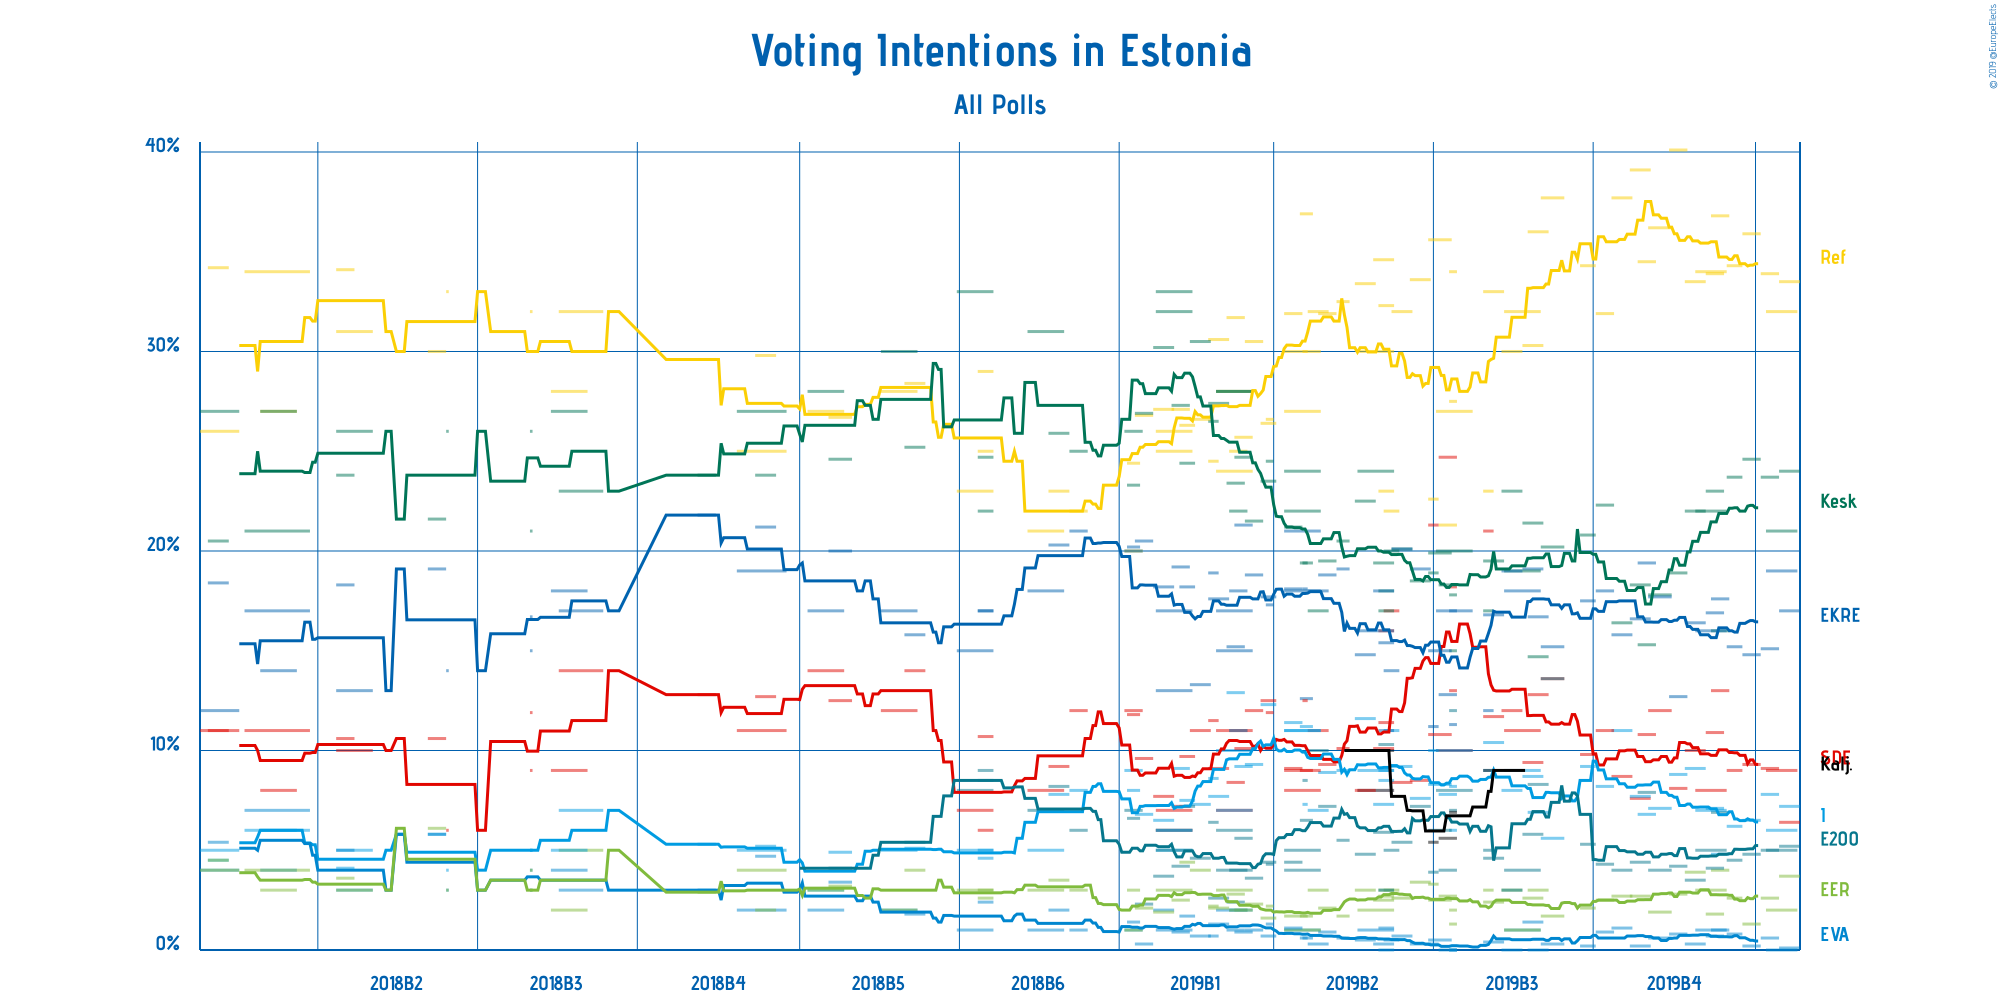 Voting Intentions in Estonia
All Polls
© 2019 @EuropeElects
40%
30%
20%
10%
0%
Ref
Kesk
EKRE
SDE
Kalj.
I
E200
EER
EVA
2018B2
2018B3
2018B4
2018B5
2018B6
2019B1
2019B2
2019B3
2019B4